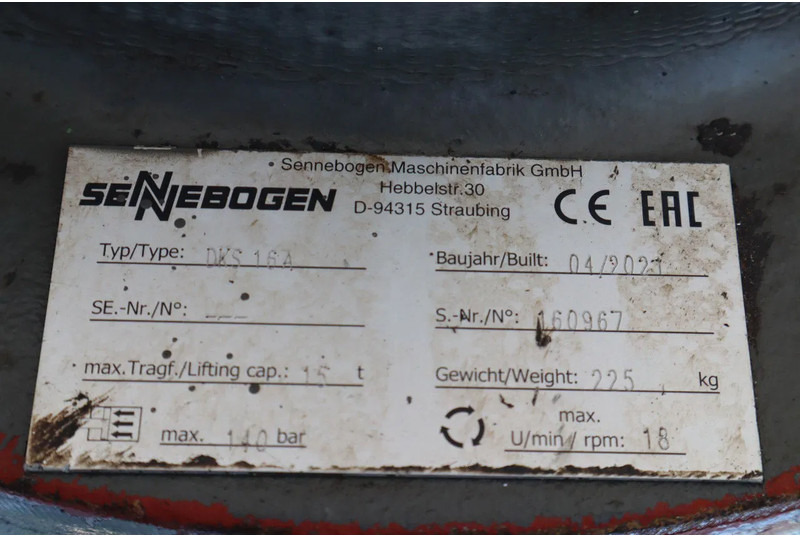 Sennebogen Maschinenfabrik GmbH
Hebbelstr.30
D-94315 Straubing
SENNEBOGEN
CE EAC
Typ/Type: DKS 16A
Baujahr/Built: 04/2021
SE.-Nr./N°: ---
S.-Nr./N°: 160967
max.Tragf./Lifting cap.: 15 t
Gewicht/Weight: 225 kg
max. 140 bar
max.
U/min / rpm: 18